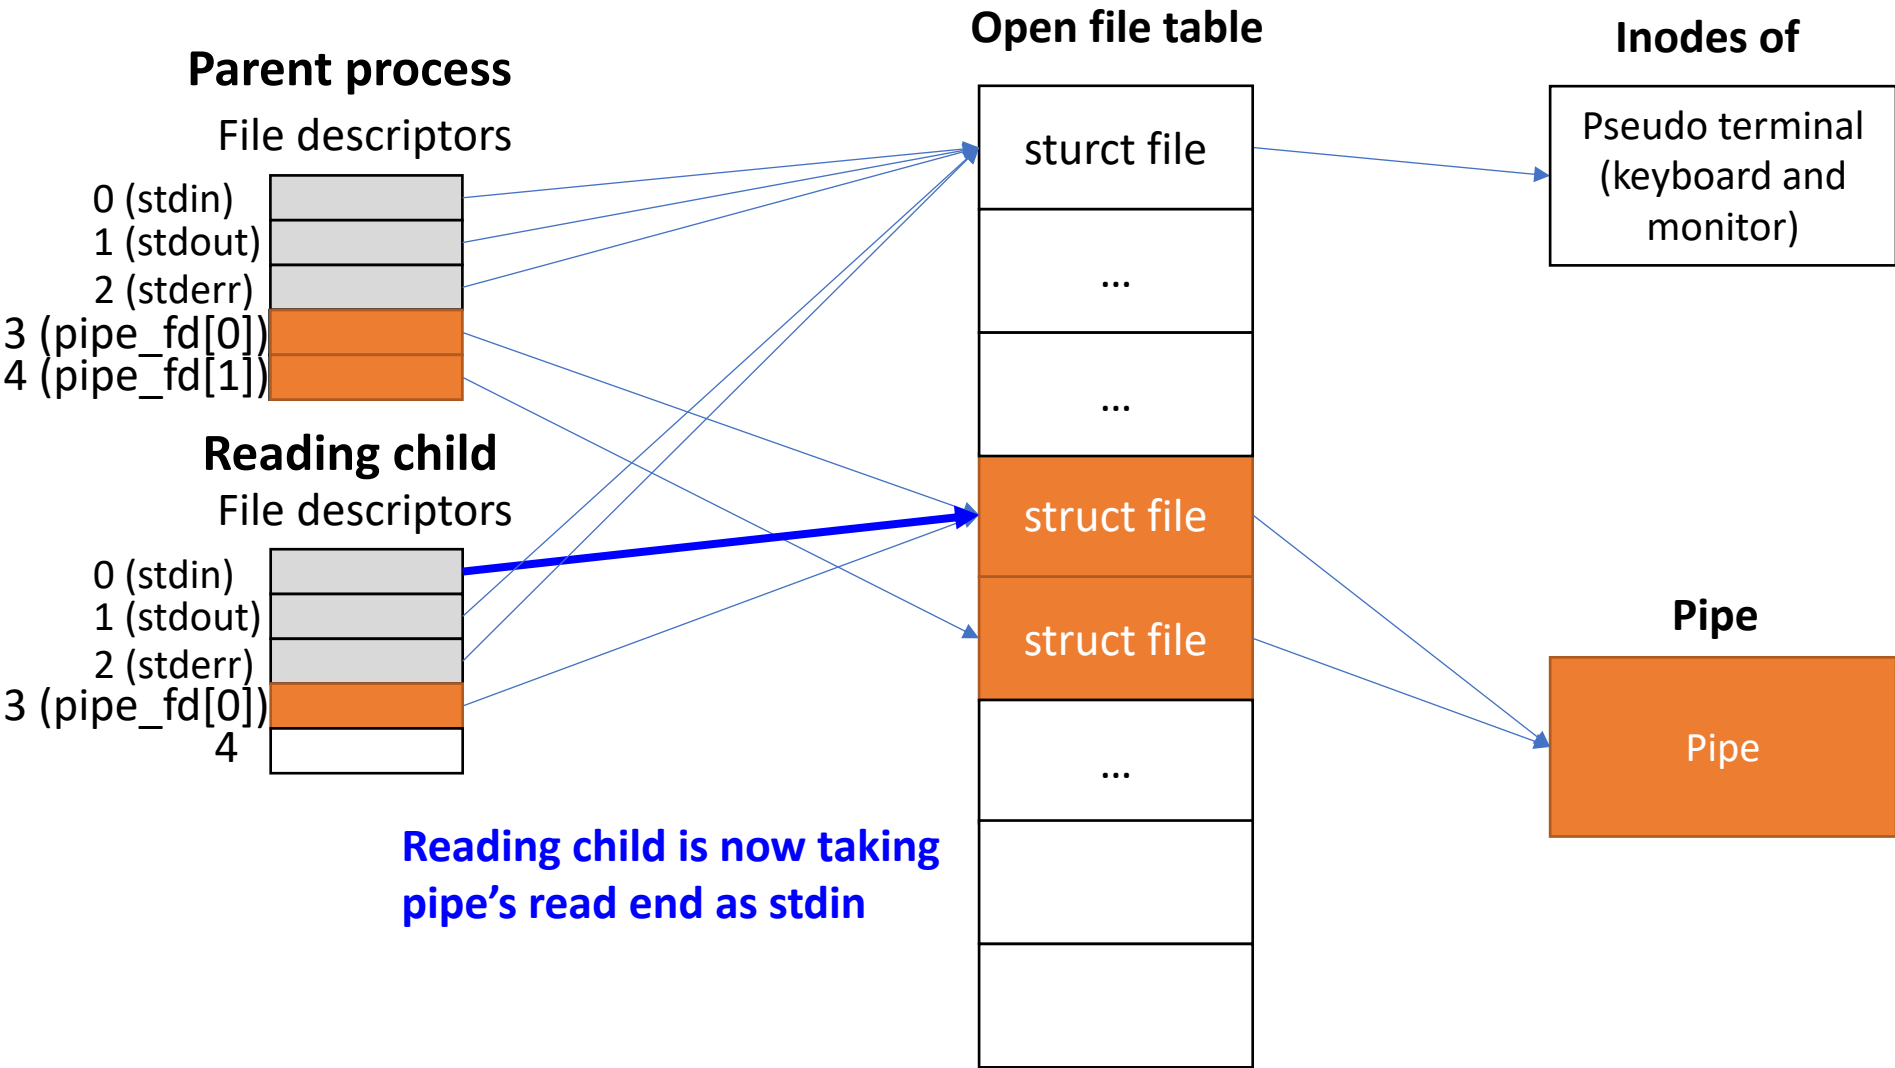 Parent process
File descriptors
0 (stdin)
1 (stdout)
2 (stderr)
3 (pipe_fd[0])
4 (pipe_fd[1])
Reading child
File descriptors
0 (stdin)
1 (stdout)
2 (stderr)
3 (pipe_fd[0])
4
Reading child is now taking
pipe’s read end as stdin
Open file table
sturct file
...
...
struct file
struct file
...
Inodes of
Pseudo terminal
(keyboard and
monitor)
Pipe
Pipe